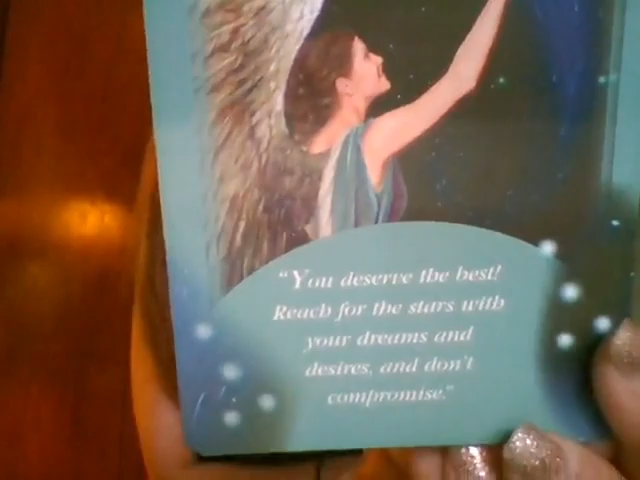 “You deserve the best!
Reach for the stars with
your dreams and
desires, and don’t
compromise.”